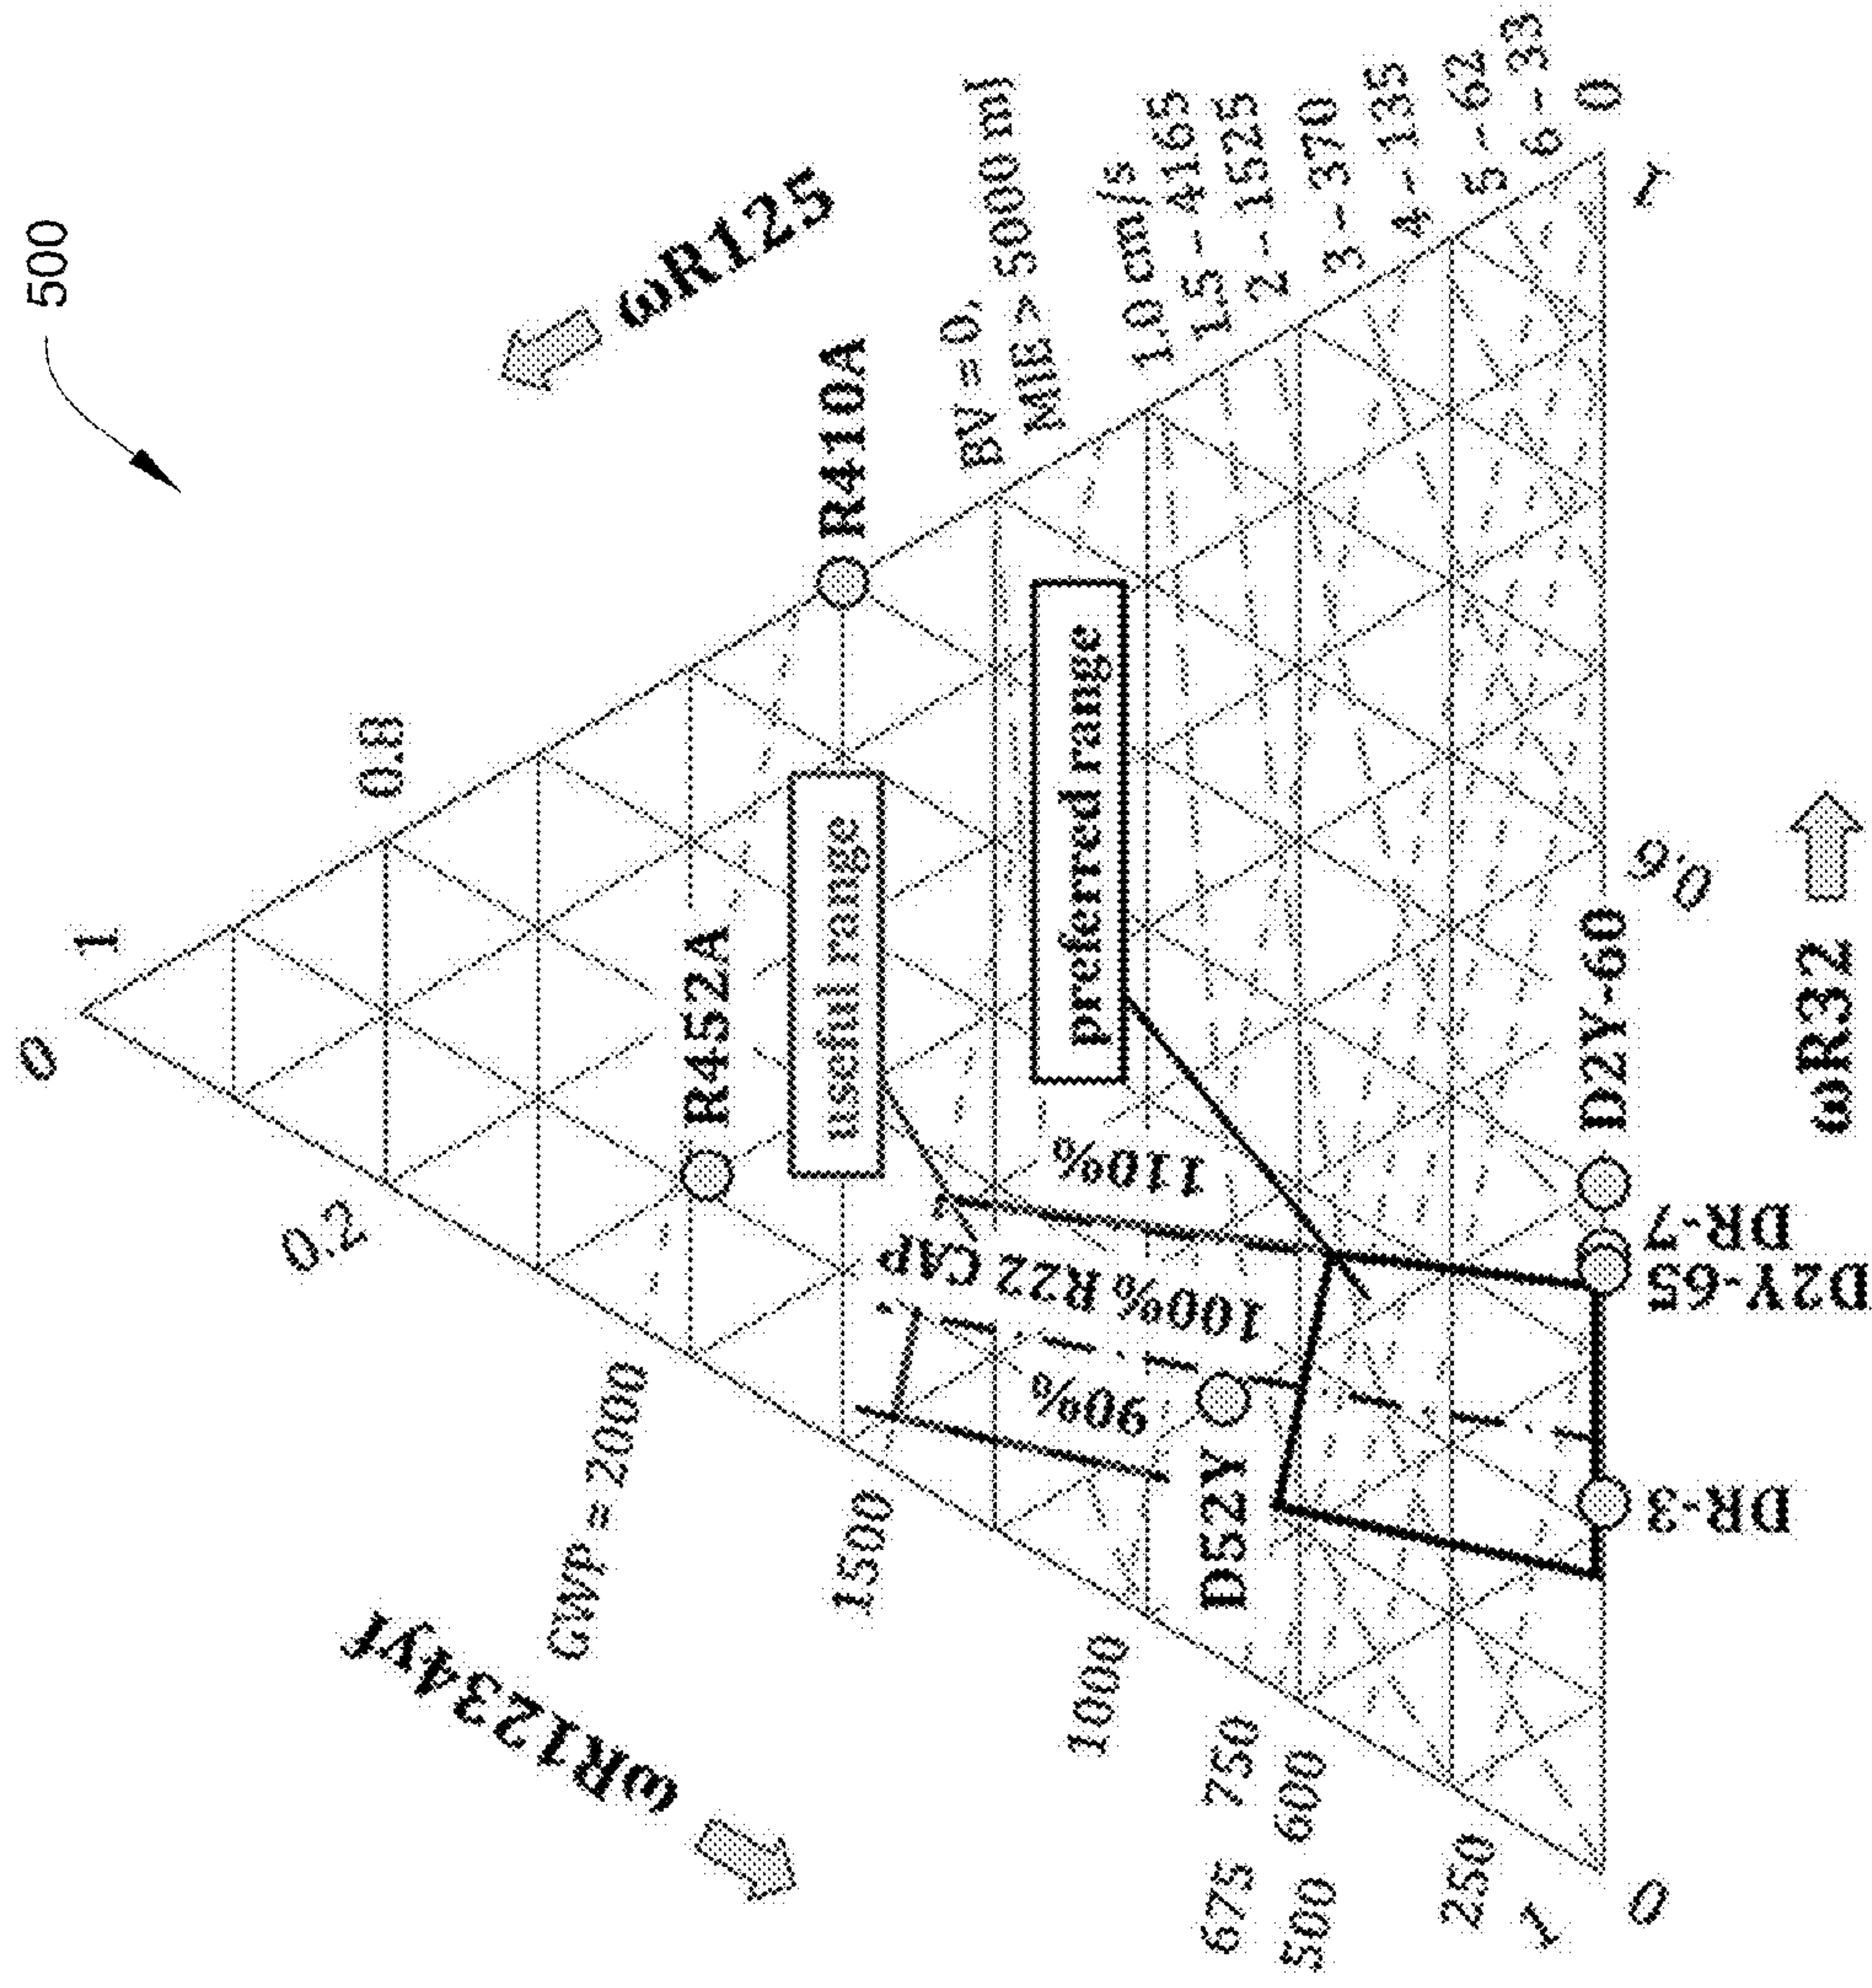 500
0
1
0.2
0.8
ωR125
ωR1234yf
GWP = 2000
1500
1000
675
750
500
600
250
1
0
R452A
R410A
useful range
preferred range
BV = 0,
MIE > 5000 mJ
1.0 cm/s
1.5 - 4165
2 - 1525
3 - 370
4 - 135
5 - 62
6 - 33
0
1
90%
100% R22 CAP
110%
D52Y
DR-3
D2Y-65
DR-7
D2Y-60
0.6
ωR32